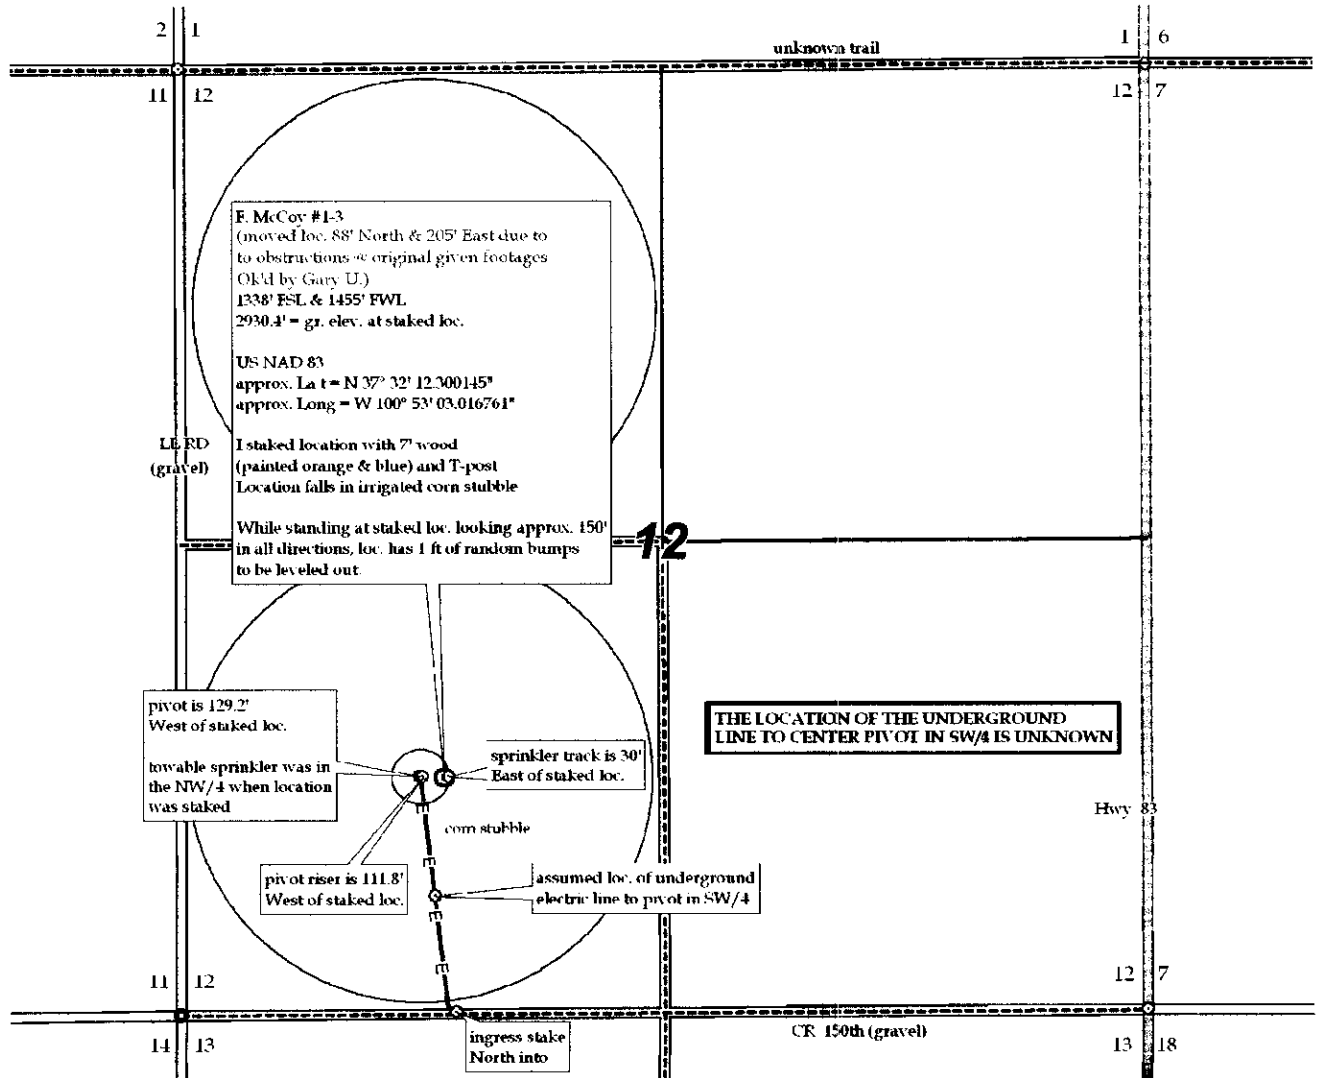 2 1
unknown trail
1 6
11 12
12 7
F. McCoy #1-3
(moved loc. 88' North & 205' East due to
to obstructions @ original given footages
Ok'd by Gary U.)
1338' FSL & 1455' FWL
2930.4' = gr. elev. at staked loc.
US NAD 83
approx. La t = N 37° 32' 12.300145"
approx. Long = W 100° 53' 03.016761"
I staked location with 7' wood
(painted orange & blue) and T-post
Location falls in irrigated corn stubble
While standing at staked loc. looking approx. 150'
in all directions, loc. has 1 ft of random bumps
to be leveled out.
RD
(gravel)
12
pivot is 129.2'
West of staked loc.
towable sprinkler was in
the NW/4 when location
was staked
sprinkler track is 30'
East of staked loc.
THE LOCATION OF THE UNDERGROUND
LINE TO CENTER PIVOT IN SW/4 IS UNKNOWN
Hwy 83
E
corn stubble
E
pivot riser is 111.8'
West of staked loc.
assumed loc. of underground
electric line to pivot in SW/4
E
E
11 12
12 7
CR 150th (gravel)
ingress stake
North into
14 13
13 18